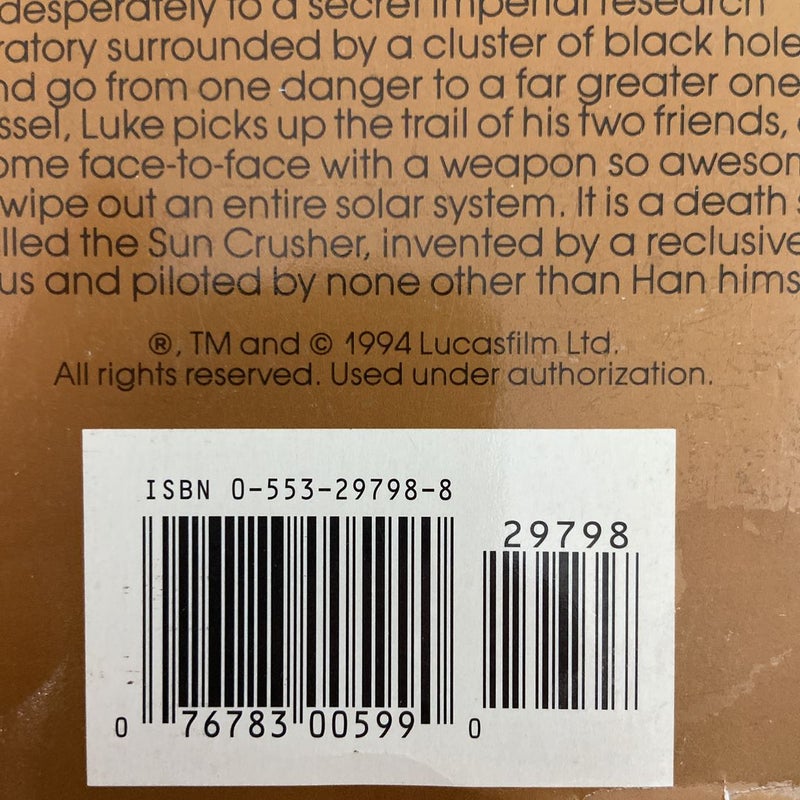 desperately to a secret Imperial research
ratory surrounded by a cluster of black hole
nd go from one danger to a far greater one
ssel, Luke picks up the trail of his two friends,
ome face-to-face with a weapon so aweson
wipe out an entire solar system. It is a death s
lled the Sun Crusher, invented by a reclusive
us and piloted by none other than Han hims
®, TM and © 1994 Lucasfilm Ltd.
All rights reserved. Used under authorization.
ISBN 0-553-29798-8
29798
0 76783 00599 0